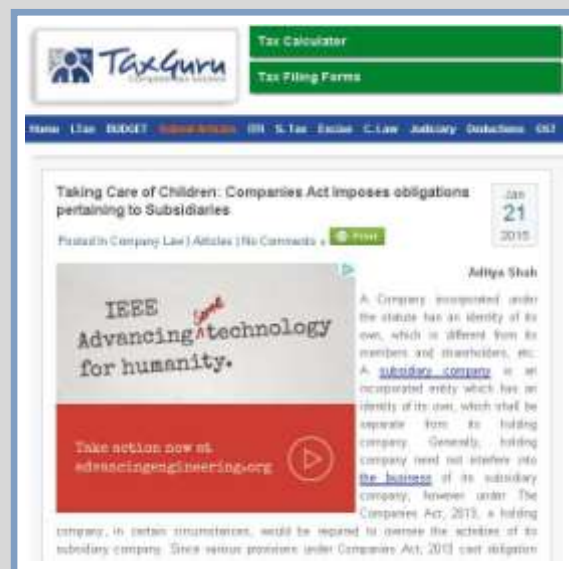 TaxGuru
Tax Calculator
Tax Filing Forms
Home I.Tax BUDGET Submit Articles ITR S.Tax Excise C.Law Judiciary Deductions GST
Taking Care of Children: Companies Act imposes obligations
pertaining to Subsidiaries
Posted In Company Law | Articles | No Comments » Print
Jan
21
2015
Aditya Shah
IEEE
Some
Advancing ^ technology
for humanity.
Take action now at
advancingengineering.org
A Company incorporated under
the statute has an identity of its
own, which is different from its
members and shareholders, etc.
A subsidiary company is an
incorporated entity which has an
identity of its own, which shall be
separate from its holding
company. Generally, holding
company need not interfere into
the business of its subsidiary
company, however under The
Companies Act, 2013, a holding
company, in certain circumstances, would be required to oversee the activities of its
subsidiary company. Since various provisions under Companies Act, 2013 cast obligation